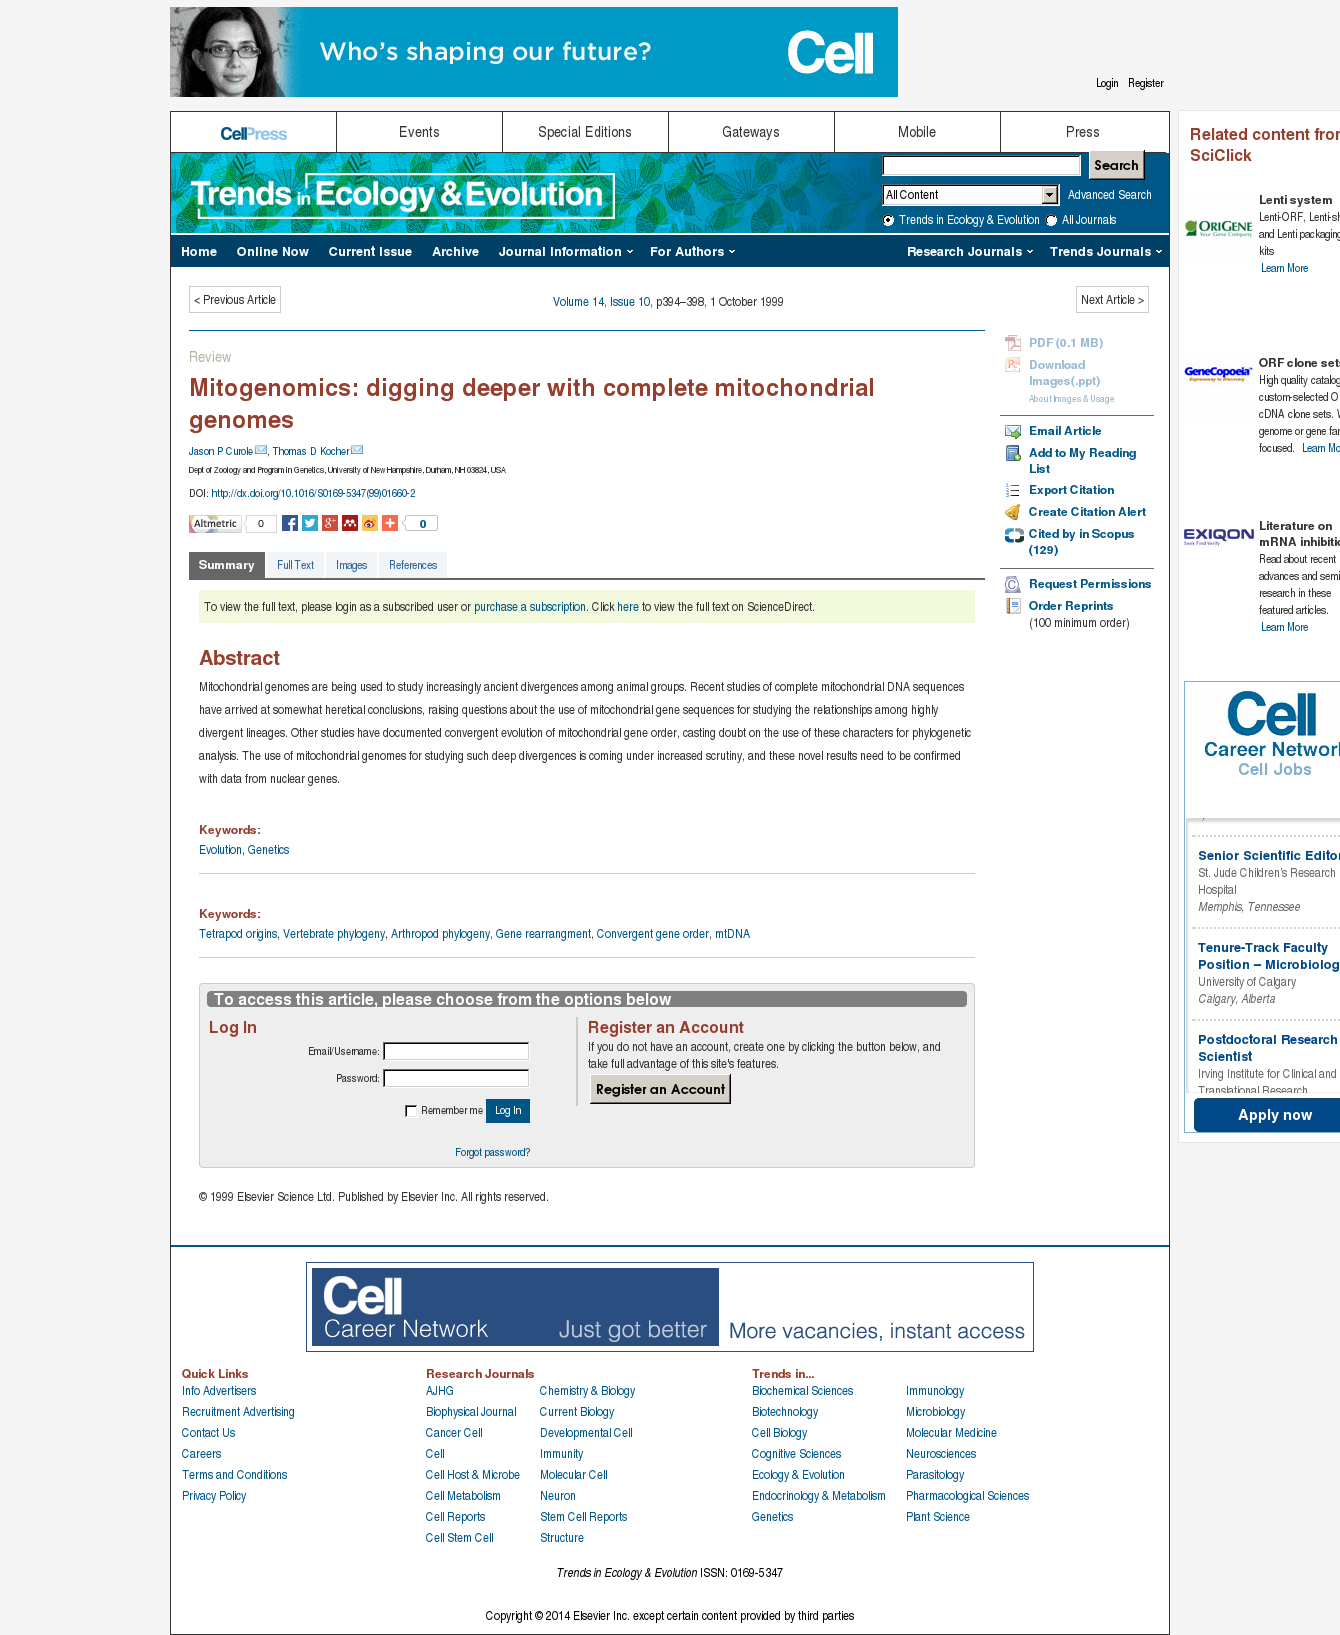 Who's shaping our future?
Cell
Login Register
CellPress
Events
Special Editions
Gateways
Mobile
Press
Trends in Ecology & Evolution
Search
All Content
Advanced Search
Trends in Ecology & Evolution All Journals
Home Online Now Current Issue Archive Journal Information For Authors Research Journals Trends Journals
< Previous Article
Volume 14, Issue 10, p394–398, 1 October 1999
Next Article >
Review
Mitogenomics: digging deeper with complete mitochondrial
genomes
Jason P Curole, Thomas D Kocher
Dept of Zoology and Program in Genetics, University of New Hampshire, Durham, NH 03824, USA
DOI: http://dx.doi.org/10.1016/S0169-5347(99)01660-2
Altmetric 0
0
Summary Full Text Images References
To view the full text, please login as a subscribed user or purchase a subscription. Click here to view the full text on ScienceDirect.
Abstract
Mitochondrial genomes are being used to study increasingly ancient divergences among animal groups. Recent studies of complete mitochondrial DNA sequences
have arrived at somewhat heretical conclusions, raising questions about the use of mitochondrial gene sequences for studying the relationships among highly
divergent lineages. Other studies have documented convergent evolution of mitochondrial gene order, casting doubt on the use of these characters for phylogenetic
analysis. The use of mitochondrial genomes for studying such deep divergences is coming under increased scrutiny, and these novel results need to be confirmed
with data from nuclear genes.
Keywords:
Evolution, Genetics
Keywords:
Tetrapod origins, Vertebrate phylogeny, Arthropod phylogeny, Gene rearrangment, Convergent gene order, mtDNA
To access this article, please choose from the options below
Log In
Email/Username:
Password:
Remember me Log In
Forgot password?
Register an Account
If you do not have an account, create one by clicking the button below, and
take full advantage of this site's features.
Register an Account
© 1999 Elsevier Science Ltd. Published by Elsevier Inc. All rights reserved.
PDF (0.1 MB)
Download
Images(.ppt)
About Images & Usage
Email Article
Add to My Reading
List
Export Citation
Create Citation Alert
Cited by in Scopus
(129)
Request Permissions
Order Reprints
(100 minimum order)
Related content fro
SciClick
OriGene
Your Gene Company
Lenti system
Lenti-ORF, Lenti-sh
and Lenti packaging
kits
Learn More
GeneCopoeia
Expressway to Discovery
ORF clone sets
High quality catalog
custom-selected O
cDNA clone sets. W
genome or gene fam
focused. Learn Mo
EXIQON
Seek Find Verify
Literature on
mRNA inhibitio
Read about recent
advances and semi
research in these
featured articles.
Learn More
Cell
Career Network
Cell Jobs
Senior Scientific Editor
St. Jude Children's Research
Hospital
Memphis, Tennessee
Tenure-Track Faculty
Position – Microbiolog
University of Calgary
Calgary, Alberta
Postdoctoral Research
Scientist
Irving Institute for Clinical and
Translational Research
Apply now
Cell
Career Network
Just got better
More vacancies, instant access
Quick Links
Info Advertisers
Recruitment Advertising
Contact Us
Careers
Terms and Conditions
Privacy Policy
Research Journals
AJHG
Biophysical Journal
Cancer Cell
Cell
Cell Host & Microbe
Cell Metabolism
Cell Reports
Cell Stem Cell
Chemistry & Biology
Current Biology
Developmental Cell
Immunity
Molecular Cell
Neuron
Stem Cell Reports
Structure
Trends in...
Biochemical Sciences
Biotechnology
Cell Biology
Cognitive Sciences
Ecology & Evolution
Endocrinology & Metabolism
Genetics
Immunology
Microbiology
Molecular Medicine
Neurosciences
Parasitology
Pharmacological Sciences
Plant Science
Trends in Ecology & Evolution ISSN: 0169-5347
Copyright © 2014 Elsevier Inc. except certain content provided by third parties